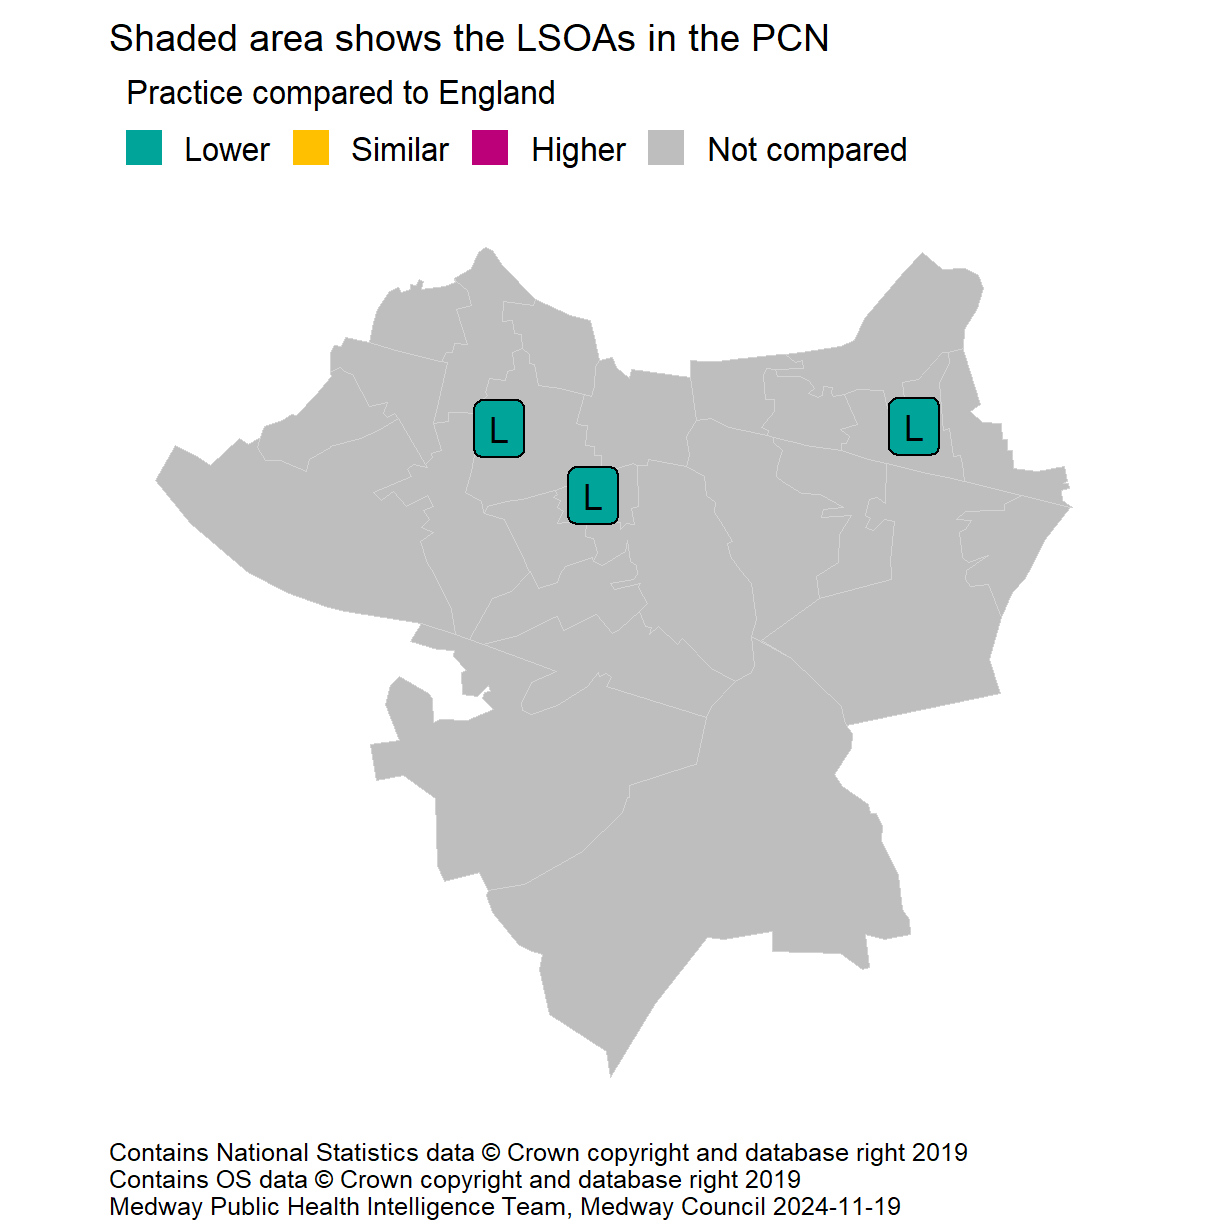 Shaded area shows the LSOAs in the PCN
Practice compared to England
Lower Similar Higher Not compared
L
L
L
Contains National Statistics data © Crown copyright and database right 2019
Contains OS data © Crown copyright and database right 2019
Medway Public Health Intelligence Team, Medway Council 2024-11-19